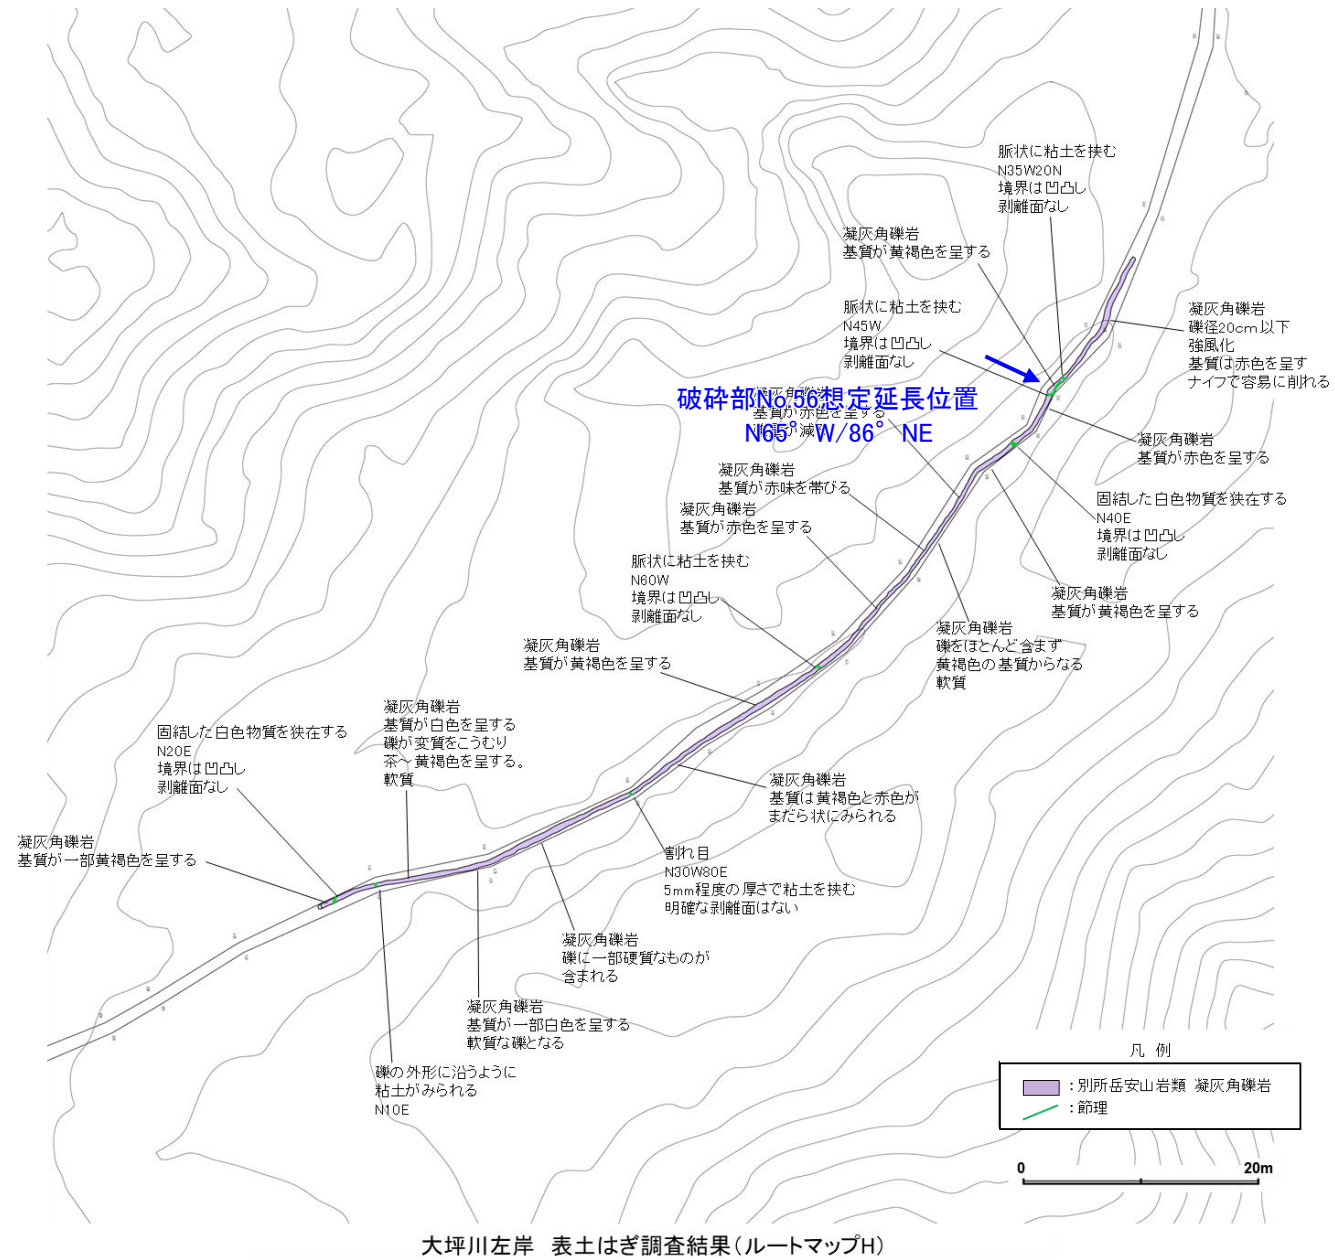 脈状に粘土を挟む
N35W20N
境界は凹凸し
剥離面なし
凝灰角礫岩
基質が黄褐色を呈する
脈状に粘土を挟む
N45W
境界は凹凸し
剥離面なし
凝灰角礫岩
礫径20cm以下
強風化
基質は赤色を呈す
ナイフで容易に削れる
破砕部No.56想定延長位置
N65°W/86°NE
基質が赤色を呈する
凝灰角礫岩
基質が赤色を呈する
凝灰角礫岩
基質が赤味を帯びる
固結した白色物質を狭在する
N40E
境界は凹凸し
剥離面なし
凝灰角礫岩
基質が赤色を呈する
脈状に粘土を挟む
N60W
境界は凹凸し
剥離面なし
凝灰角礫岩
基質が黄褐色を呈する
凝灰角礫岩
礫をほとんど含まず
黄褐色の基質からなる
軟質
凝灰角礫岩
基質が黄褐色を呈する
凝灰角礫岩
基質が白色を呈する
礫が変質をこうむり
茶～黄褐色を呈する。
軟質
固結した白色物質を狭在する
N20E
境界は凹凸し
剥離面なし
凝灰角礫岩
基質は黄褐色と赤色が
まだら状にみられる
凝灰角礫岩
基質が一部黄褐色を呈する
割れ目
N30W80E
5mm程度の厚さで粘土を挟む
明確な剥離面はない
凝灰角礫岩
礫に一部硬質なものが
含まれる
凝灰角礫岩
基質が一部白色を呈する
軟質な礫となる
礫の外形に沿うように
粘土がみられる
N10E
凡 例
：別所岳安山岩類 凝灰角礫岩
：節理
0 20m
大坪川左岸 表土はぎ調査結果（ルートマップH）